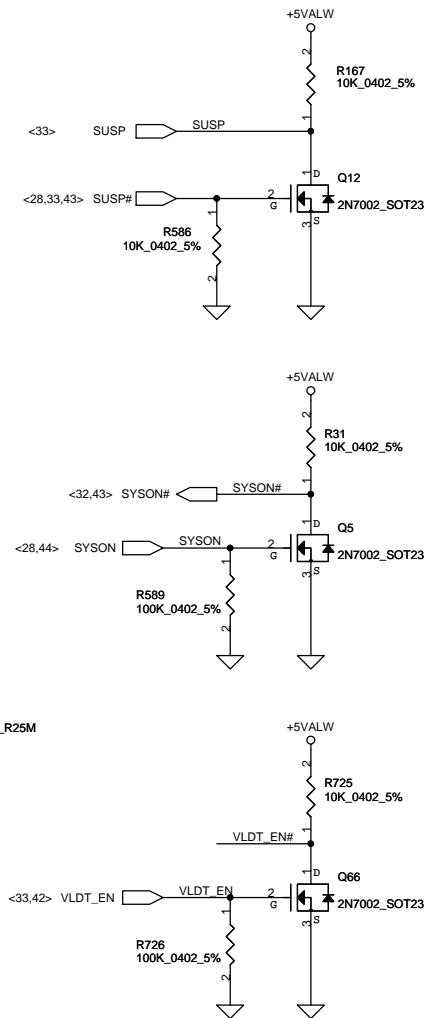 +5VALW
2
R167
10K_0402_5%
1
<33> SUSP SUSP
1 D
Q12
<28,33,43> SUSP# 2 G
2N7002_SOT23
3 S
1
R586
10K_0402_5%
2
+5VALW
2
R31
10K_0402_5%
1
<32,43> SYSON# SYSON#
1 D
Q5
<28,44> SYSON SYSON 2 G
2N7002_SOT23
3 S
1
R589
100K_0402_5%
2
_R25M
+5VALW
2
R725
10K_0402_5%
1
VLDT_EN#
1 D
Q66
<33,42> VLDT_EN VLDT_EN 2 G
2N7002_SOT23
3 S
1
R726
100K_0402_5%
2